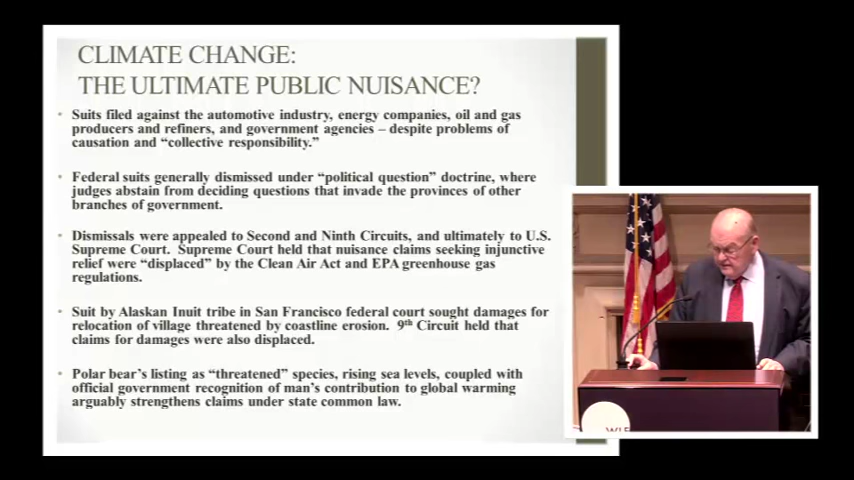 CLIMATE CHANGE:
THE ULTIMATE PUBLIC NUISANCE?
• Suits filed against the automotive industry, energy companies, oil and gas
producers and refiners, and government agencies – despite problems of
causation and “collective responsibility.”
• Federal suits generally dismissed under “political question” doctrine, where
judges abstain from deciding questions that invade the provinces of other
branches of government.
• Dismissals were appealed to Second and Ninth Circuits, and ultimately to U.S.
Supreme Court. Supreme Court held that nuisance claims seeking injunctive
relief were “displaced” by the Clean Air Act and EPA greenhouse gas
regulations.
• Suit by Alaskan Inuit tribe in San Francisco federal court sought damages for
relocation of village threatened by coastline erosion. 9th Circuit held that
claims for damages were also displaced.
• Polar bear’s listing as “threatened” species, rising sea levels, coupled with
official government recognition of man’s contribution to global warming
arguably strengthens claims under state common law.